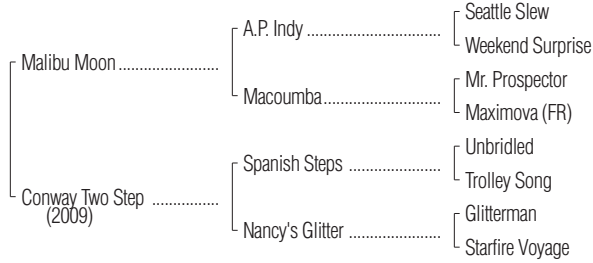 Seattle Slew
A.P. Indy ..............................
Weekend Surprise
Malibu Moon ......................
Mr. Prospector
Macoumba..........................
Maximova (FR)
Unbridled
Spanish Steps ....................
Trolley Song
Conway Two Step ...............
(2009)
Glitterman
Nancy's Glitter ....................
Starfire Voyage